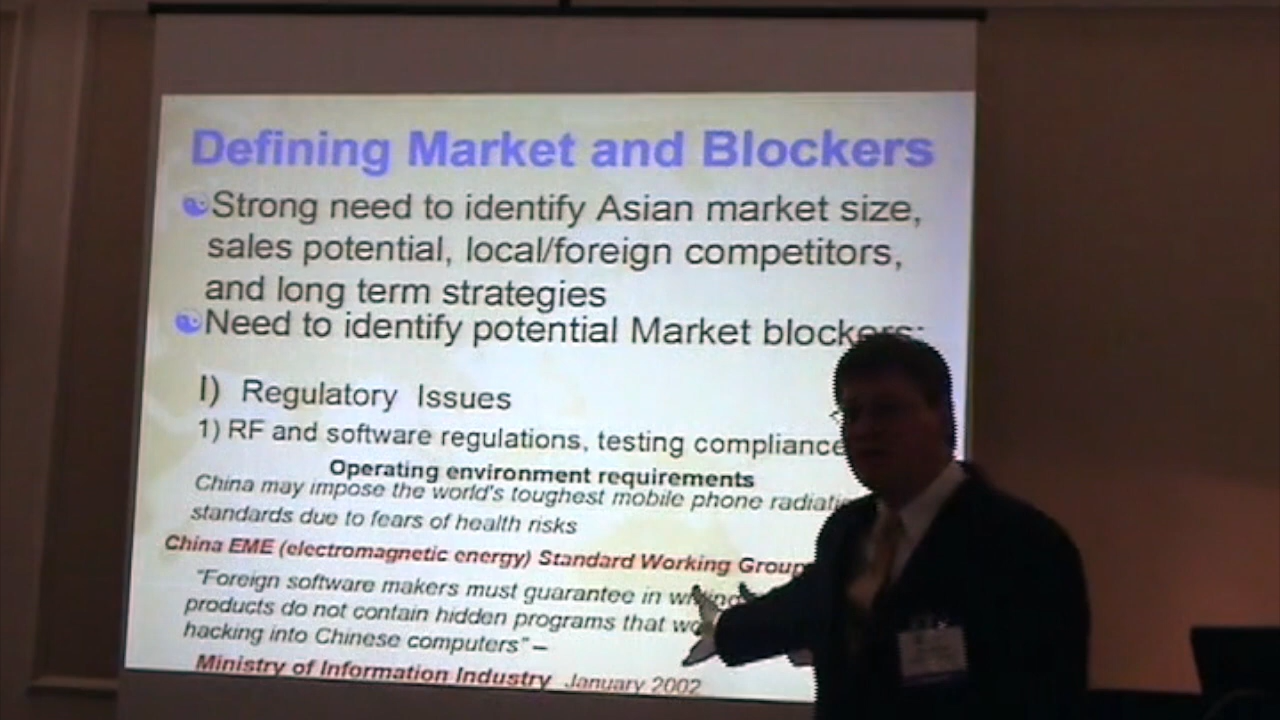 Defining Market and Blockers
Strong need to identify Asian market size,
sales potential, local/foreign competitors,
and long term strategies
Need to identify potential Market blockers:
I) Regulatory Issues
1) RF and software regulations, testing compliance
Operating environment requirements
China may impose the world's toughest mobile phone
standards due to fears of health risks
China EME (electromagnetic energy) Standard Working Group
"Foreign software makers must guarantee in writing
products do not contain hidden programs that
hacking into Chinese computers" –
Ministry of Information Industry January 2002